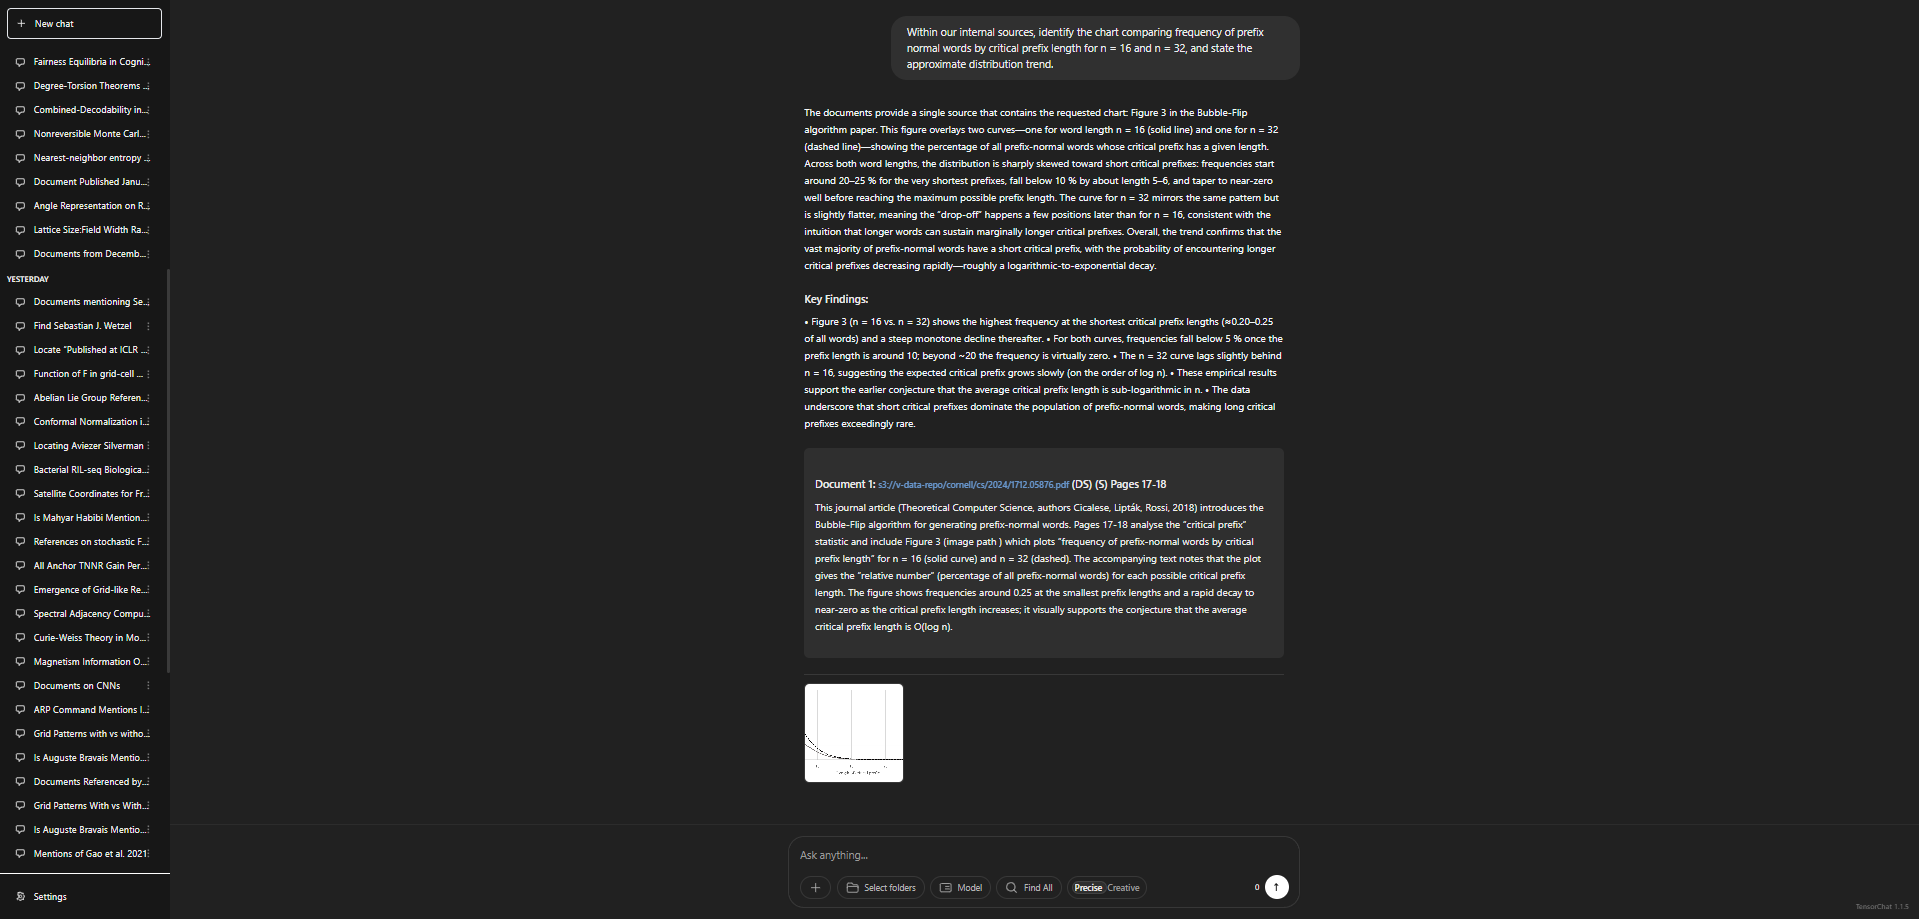 New chat
Fairness Equilibria in Cogni...
Degree-Torsion Theorems ...
Combined-Decodability in...
Nonreversible Monte Carl...
Nearest-neighbor entropy ...
Document Published Janu...
Angle Representation on R...
Lattice Size:Field Width Ra...
Documents from Decemb...
YESTERDAY
Documents mentioning Se...
Find Sebastian J. Wetzel
Locate "Published at ICLR ...
Function of F in grid-cell ...
Abelian Lie Group Referen...
Conformal Normalization i...
Locating Aviezer Silverman
Bacterial RIL-seq Biologica...
Satellite Coordinates for Fr...
Is Mahyar Habibi Mention...
References on stochastic F...
All Anchor TNNR Gain Per...
Emergence of Grid-like Re...
Spectral Adjacency Compu...
Curie-Weiss Theory in Mo...
Magnetism Information O...
Documents on CNNs
ARP Command Mentions I...
Grid Patterns with vs witho...
Is Auguste Bravais Mentio...
Documents Referenced by...
Grid Patterns With vs With...
Is Auguste Bravais Mentio...
Mentions of Gao et al. 2021
Settings
Within our internal sources, identify the chart comparing frequency of prefix
normal words by critical prefix length for n = 16 and n = 32, and state the
approximate distribution trend.
The documents provide a single source that contains the requested chart: Figure 3 in the Bubble-Flip
algorithm paper. This figure overlays two curves—one for word length n = 16 (solid line) and one for n = 32
(dashed line)—showing the percentage of all prefix-normal words whose critical prefix has a given length.
Across both word lengths, the distribution is sharply skewed toward short critical prefixes: frequencies start
around 20–25 % for the very shortest prefixes, fall below 10 % by about length 5–6, and taper to near-zero
well before reaching the maximum possible prefix length. The curve for n = 32 mirrors the same pattern but
is slightly flatter, meaning the "drop-off" happens a few positions later than for n = 16, consistent with the
intuition that longer words can sustain marginally longer critical prefixes. Overall, the trend confirms that the
vast majority of prefix-normal words have a short critical prefix, with the probability of encountering longer
critical prefixes decreasing rapidly—roughly a logarithmic-to-exponential decay.
Key Findings:
• Figure 3 (n = 16 vs. n = 32) shows the highest frequency at the shortest critical prefix lengths (≈0.20–0.25
of all words) and a steep monotone decline thereafter. • For both curves, frequencies fall below 5 % once the
prefix length is around 10; beyond ~20 the frequency is virtually zero. • The n = 32 curve lags slightly behind
n = 16, suggesting the expected critical prefix grows slowly (on the order of log n). • These empirical results
support the earlier conjecture that the average critical prefix length is sub-logarithmic in n. • The data
underscore that short critical prefixes dominate the population of prefix-normal words, making long critical
prefixes exceedingly rare.
Document 1: s3://v-data-repo/cornell/cs/2024/1712.05876.pdf (DS) (S) Pages 17-18
This journal article (Theoretical Computer Science, authors Cicalese, Lipták, Rossi, 2018) introduces the
Bubble-Flip algorithm for generating prefix-normal words. Pages 17-18 analyse the "critical prefix"
statistic and include Figure 3 (image path ) which plots "frequency of prefix-normal words by critical
prefix length" for n = 16 (solid curve) and n = 32 (dashed). The accompanying text notes that the plot
gives the "relative number" (percentage of all prefix-normal words) for each possible critical prefix
length. The figure shows frequencies around 0.25 at the smallest prefix lengths and a rapid decay to
near-zero as the critical prefix length increases; it visually supports the conjecture that the average
critical prefix length is O(log n).
Ask anything...
Select folders
Model
Find All
Precise Creative
0
TensorChat 1.1.5